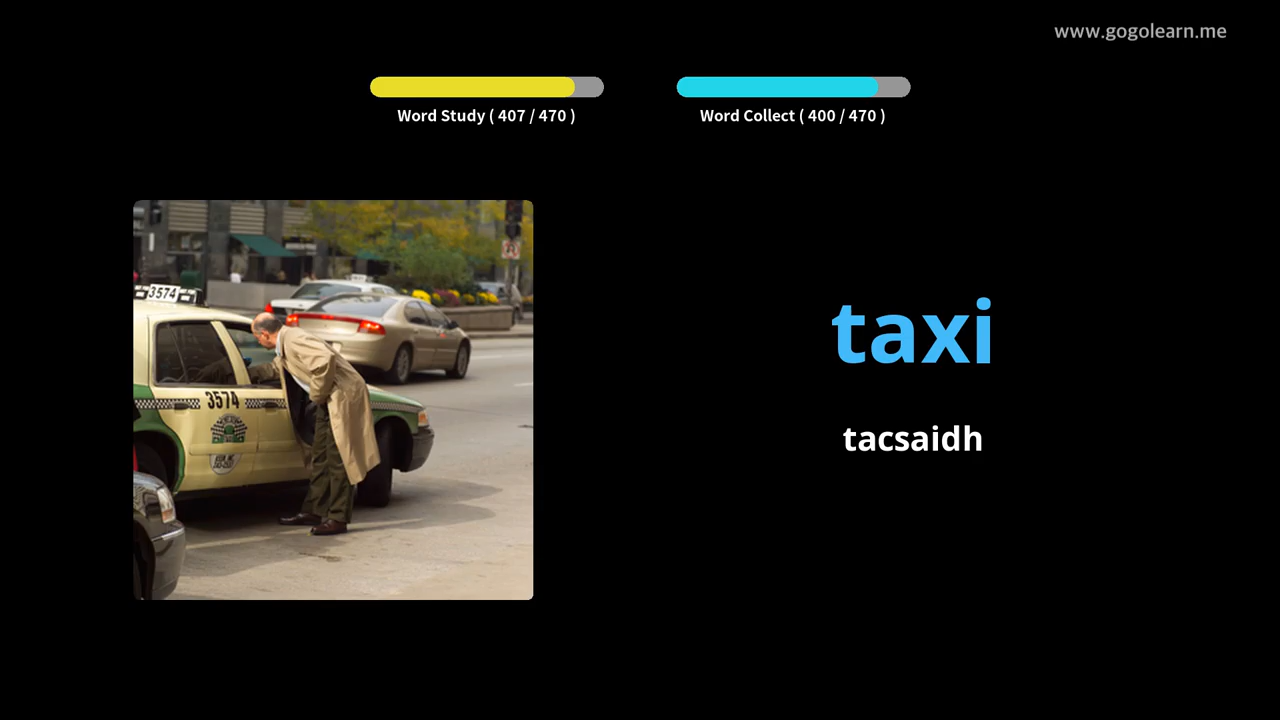 www.gogolearn.me
Word Study ( 407 / 470 )
Word Collect ( 400 / 470 )
3574
3574
taxi
tacsaidh